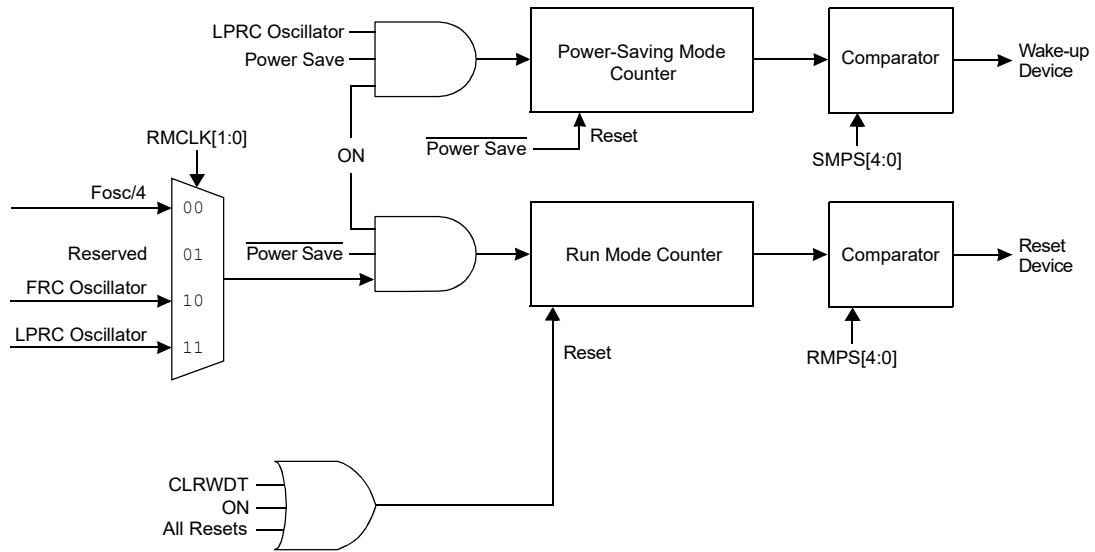 LPRC Oscillator
Power Save
Power-Saving Mode
Counter
Comparator
Wake-up
Device
Power Save
Reset
SMPS[4:0]
RMCLK[1:0]
ON
Fosc/4
00
Reserved
01
FRC Oscillator
10
LPRC Oscillator
11
Power Save
Run Mode Counter
Comparator
Reset
Device
Reset
RMPS[4:0]
CLRWDT
ON
All Resets